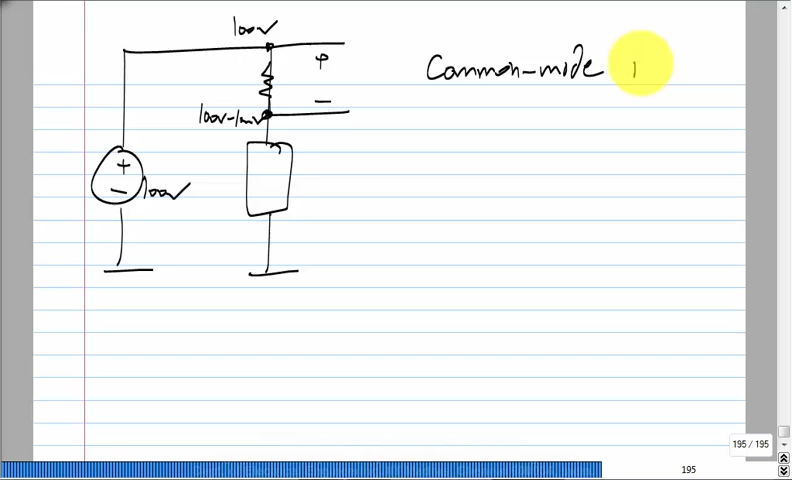 100V
Common-mode
+
−
100V-1mV
+
−
100V
195 / 195
195